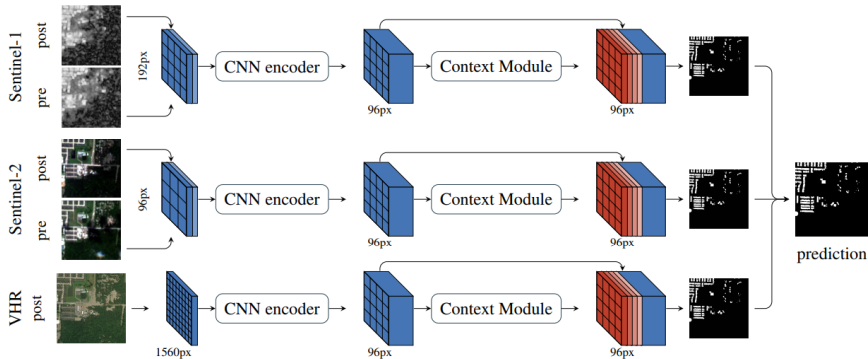 Sentinel-1
post
pre
192px
CNN encoder
96px
Context Module
96px
Sentinel-2
post
pre
96px
CNN encoder
96px
Context Module
96px
prediction
VHR
post
1560px
CNN encoder
96px
Context Module
96px